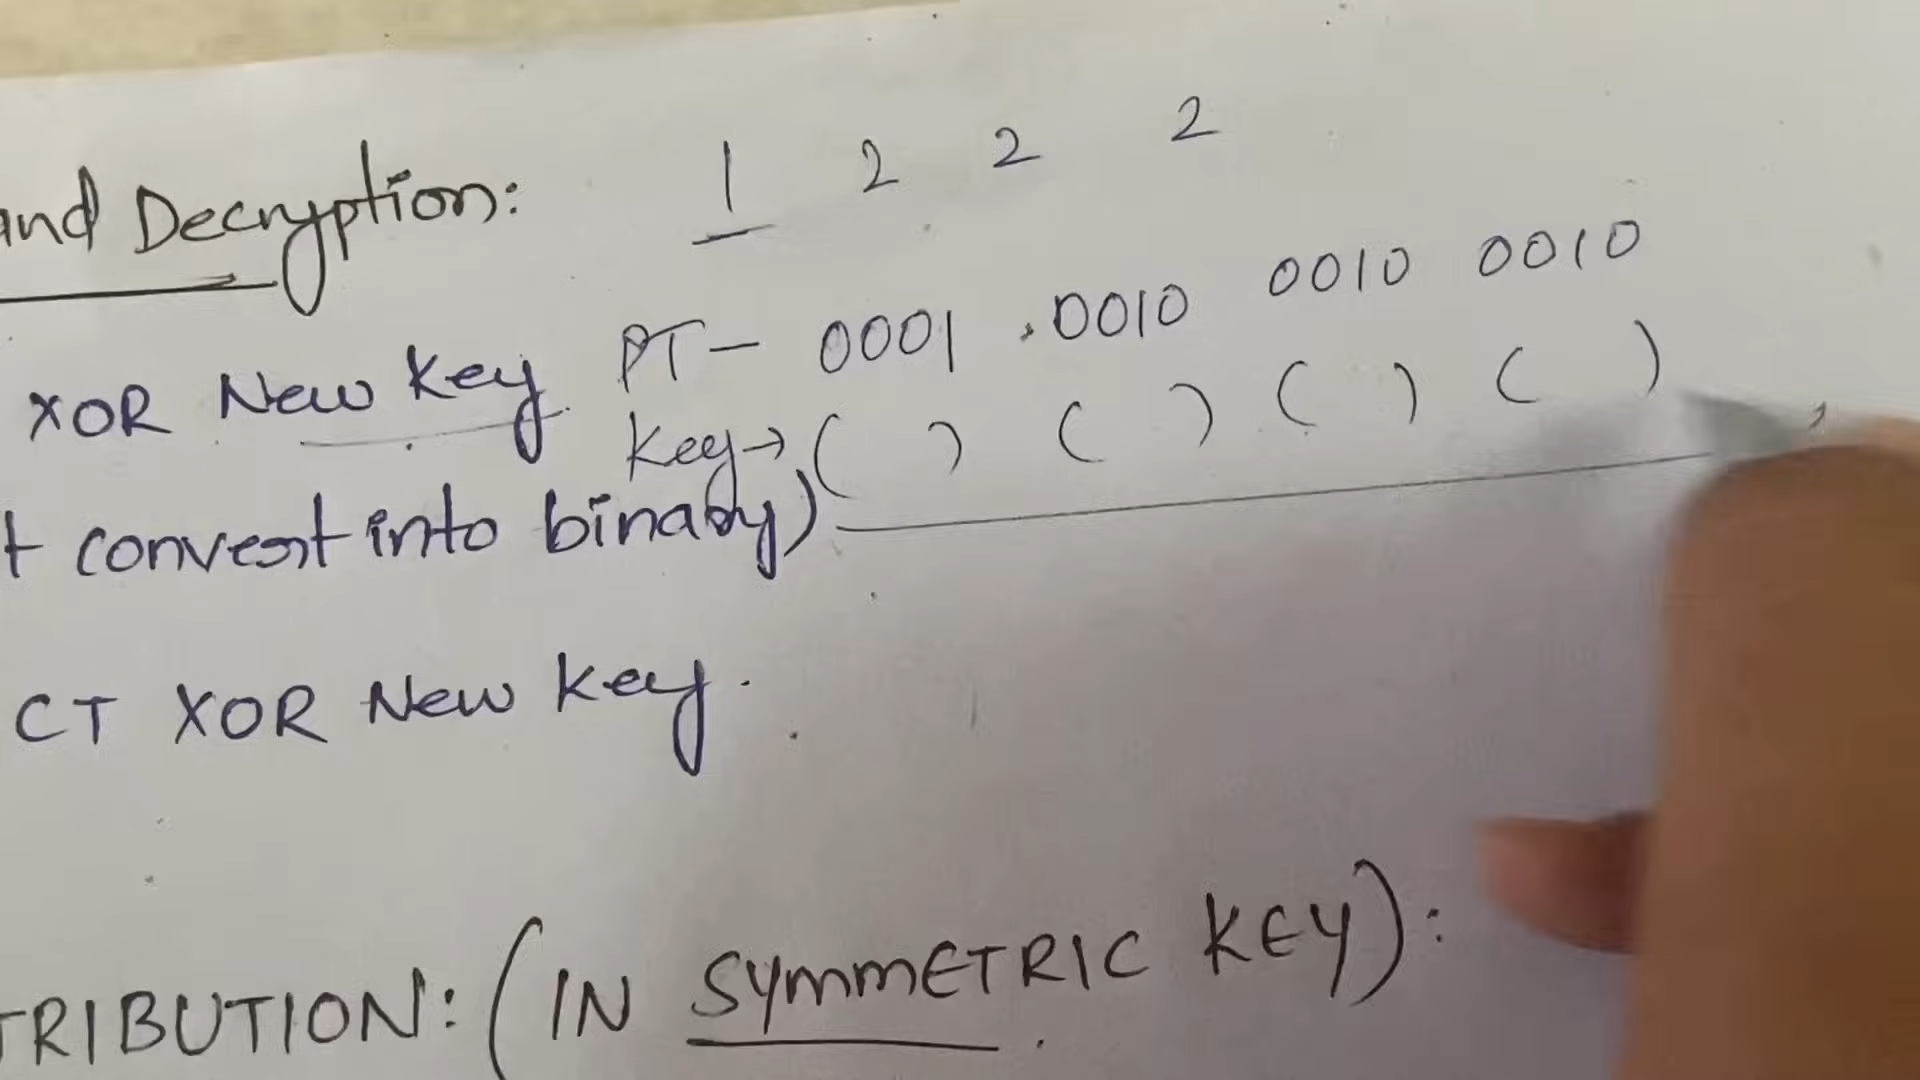 and Decryption: 1 2 2 2
PT - 0001 .0010 0010 0010
XOR New Key
Key → ( ) ( ) ( ) ( )
t convert into binary)
CT XOR New Key.
TRIBUTION: (IN SYMMETRIC KEY):